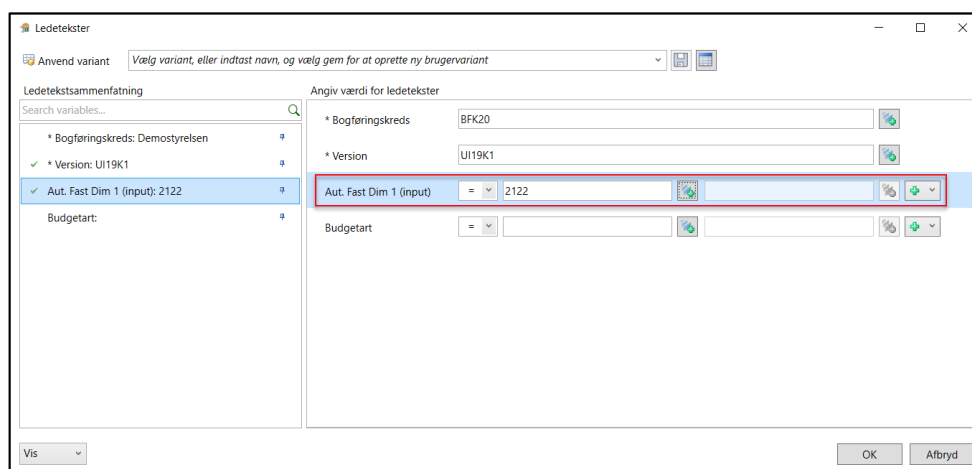 Ledetekster
Anvend variant
Vælg variant, eller indtast navn, og vælg gem for at oprette ny brugervariant
Ledetekstsammenfatning
Search variables...
* Bogføringskreds: Demostyrelsen
* Version: UI19K1
Aut. Fast Dim 1 (input): 2122
Budgetart:
Angiv værdi for ledetekster
* Bogføringskreds BFK20
* Version UI19K1
Aut. Fast Dim 1 (input) = 2122
Budgetart =
Vis
OK Afbryd